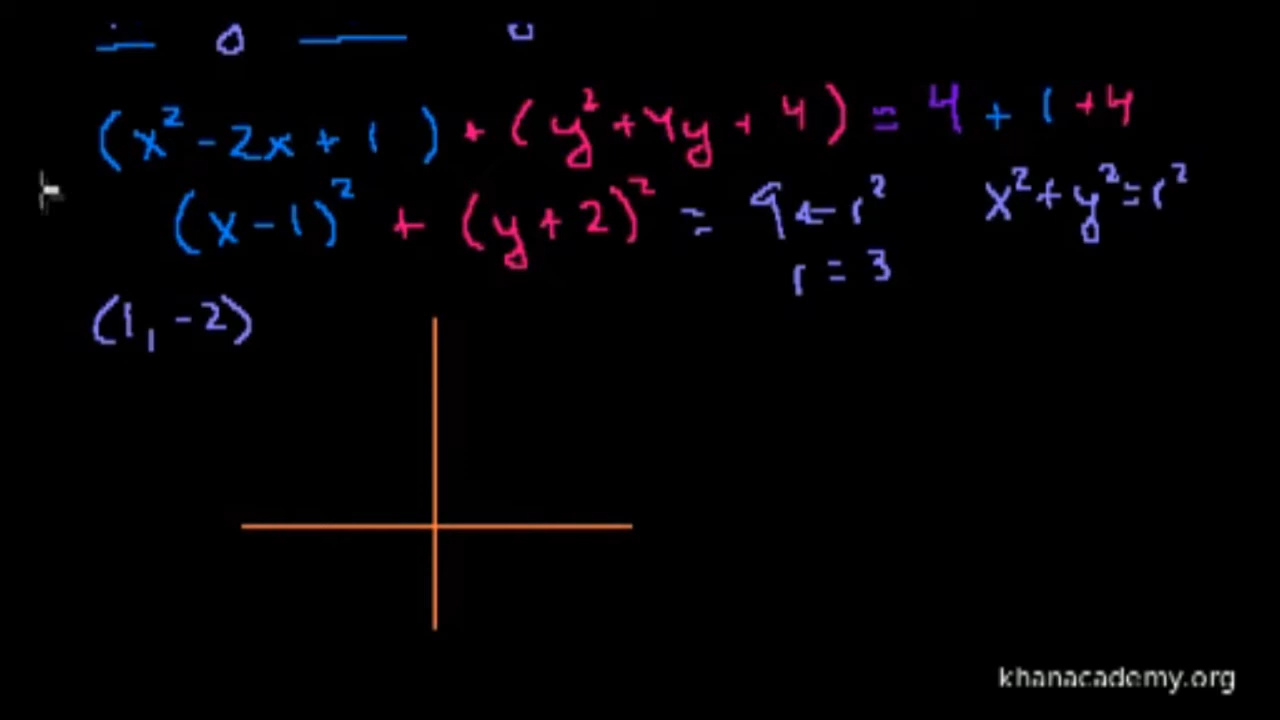 (x² - 2x + 1) + (y² + 4y + 4) = 4 + 1 + 4
(x - 1)² + (y + 2)² = 9 ← r² x² + y² = r²
r = 3
(1, -2)
khanacademy.org